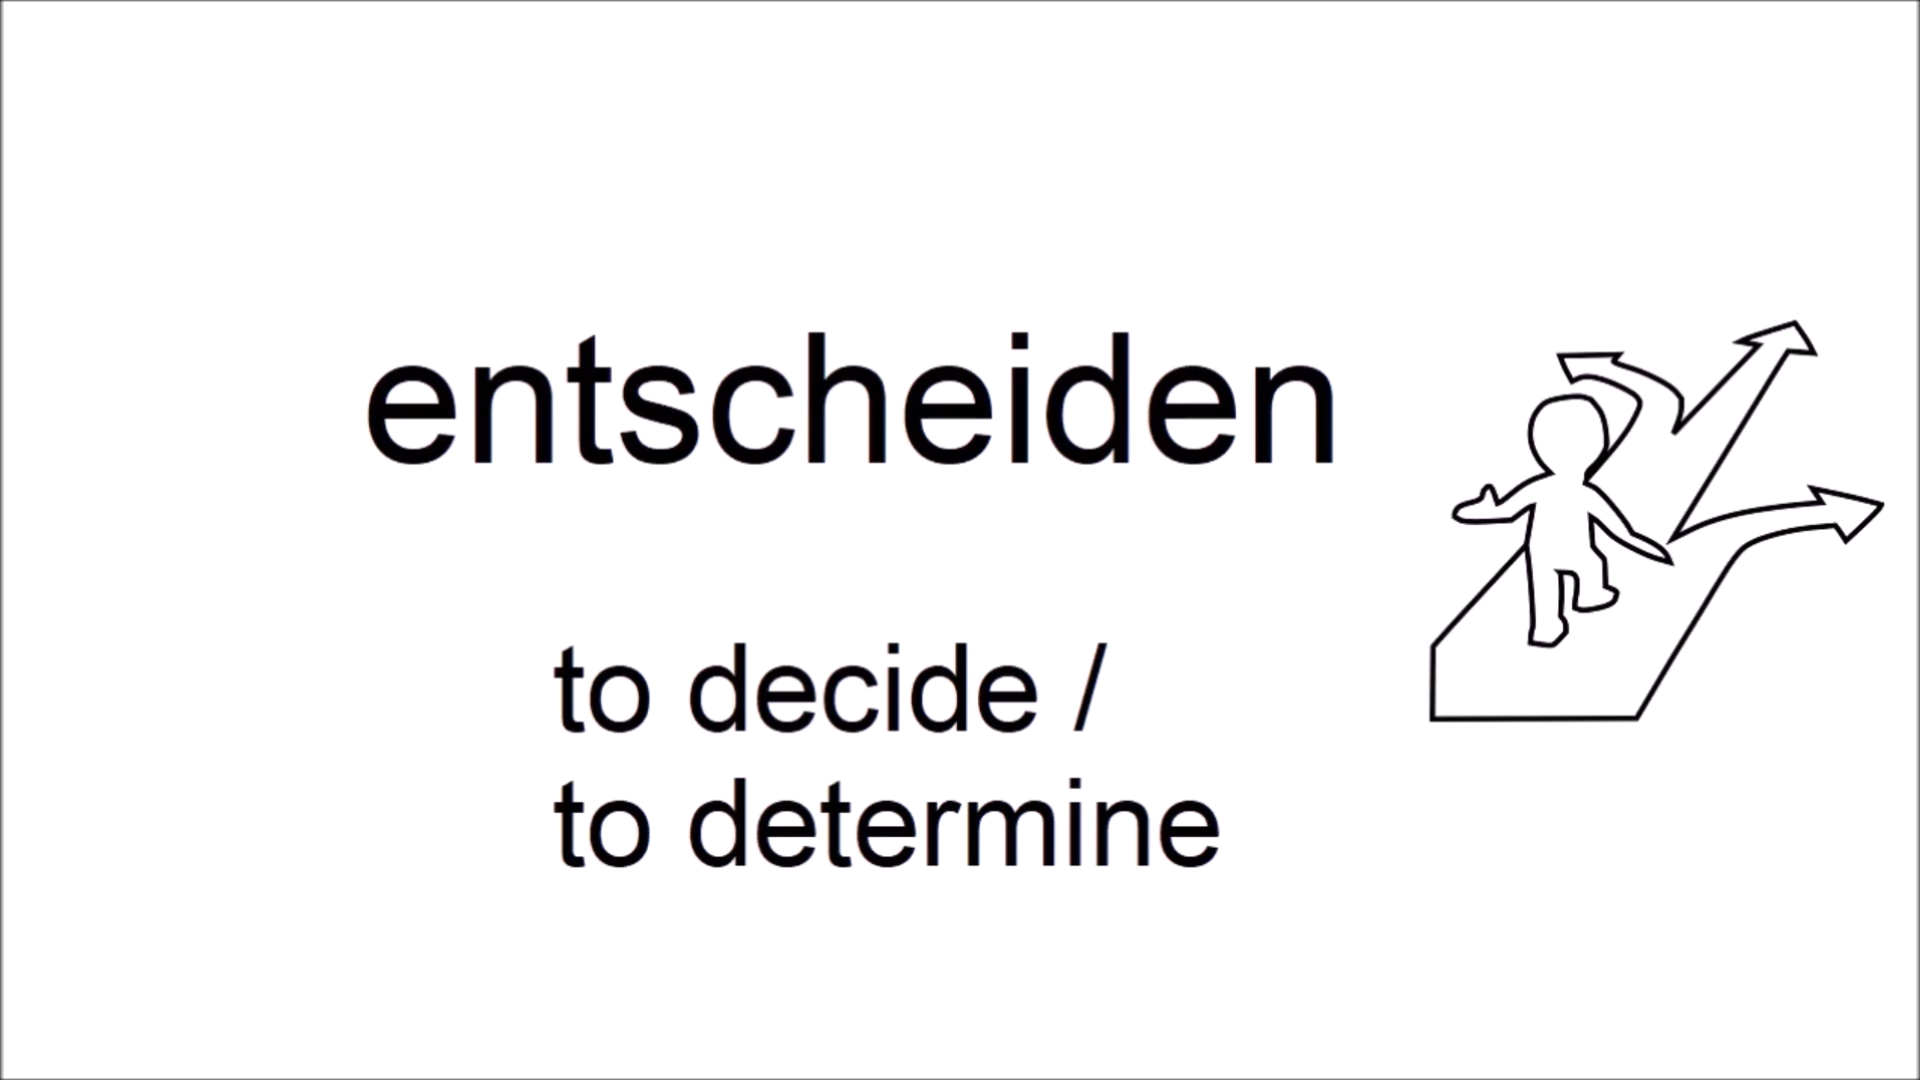 entscheiden
to decide /
to determine